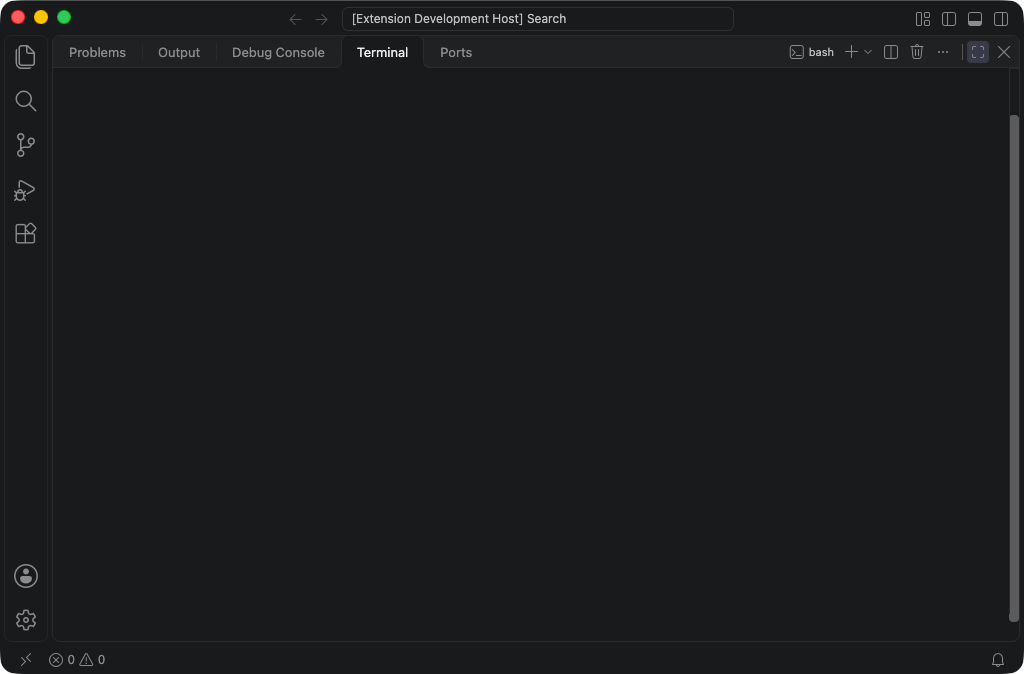 [Extension Development Host] Search
Problems
Output
Debug Console
Terminal
Ports
bash
0
0